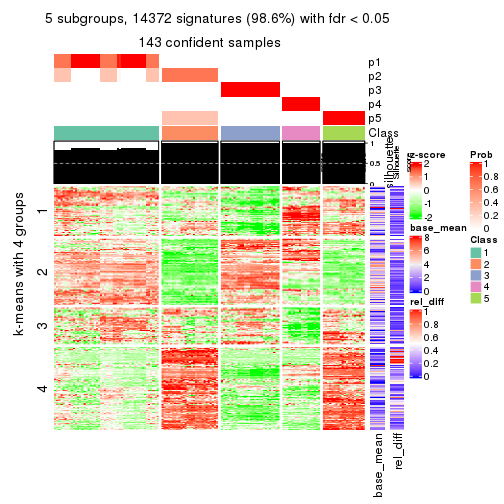 5 subgroups, 14372 signatures (98.6%) with fdr < 0.05
143 confident samples
p1
p2
p3
p4
p5
Class
1
0.5
0
silhouette
Silhouette
score
k-means with 4 groups
1
2
3
4
base_mean
rel_diff
z-score
2
1
0
-1
-2
base_mean
8
6
4
2
0
rel_diff
1
0.8
0.6
0.4
0.2
0
Prob
1
0.8
0.6
0.4
0.2
0
Class
1
2
3
4
5